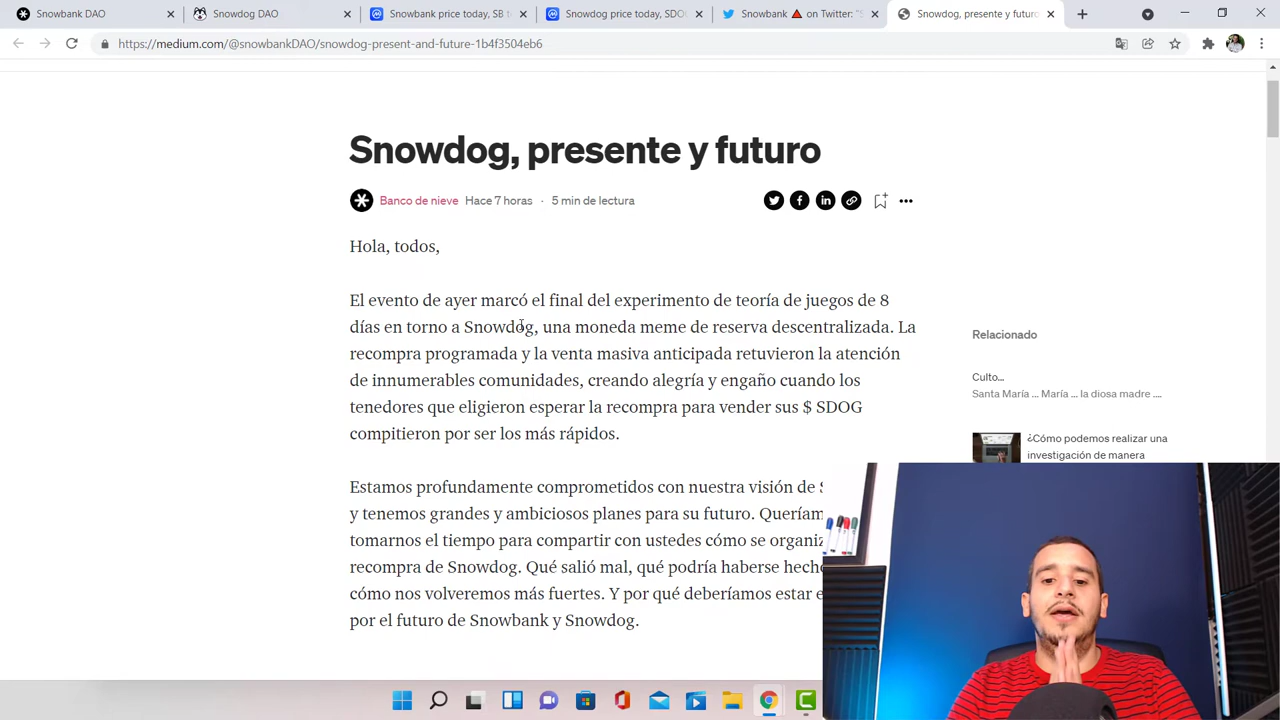 Snowbank DAO
Snowdog DAO
Snowbank price today, SB t
Snowdog price today, SDO
Snowbank 🔺 on Twitter: "S
Snowdog, presente y futuro
https://medium.com/@snowbankDAO/snowdog-present-and-future-1b4f3504eb6
Snowdog, presente y futuro
Banco de nieve Hace 7 horas · 5 min de lectura
Hola, todos,
El evento de ayer marcó el final del experimento de teoría de juegos de 8
días en torno a Snowdog, una moneda meme de reserva descentralizada. La
recompra programada y la venta masiva anticipada retuvieron la atención
de innumerables comunidades, creando alegría y engaño cuando los
tenedores que eligieron esperar la recompra para vender sus $ SDOG
compitieron por ser los más rápidos.
Estamos profundamente comprometidos con nuestra visión de S
y tenemos grandes y ambiciosos planes para su futuro. Queríam
tomarnos el tiempo para compartir con ustedes cómo se organiz
recompra de Snowdog. Qué salió mal, qué podría haberse hecho
cómo nos volveremos más fuertes. Y por qué deberíamos estar e
por el futuro de Snowbank y Snowdog.
Relacionado
Culto...
Santa María ... María ... la diosa madre ....
¿Cómo podemos realizar una
investigación de manera